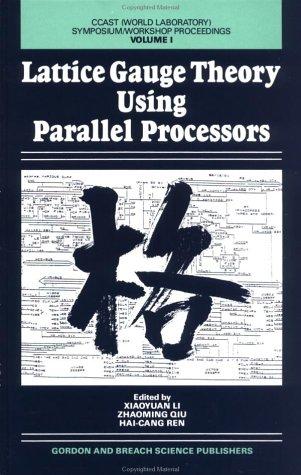 CCAST (WORLD LABORATORY)
SYMPOSIUM/WORKSHOP PROCEEDINGS
VOLUME I
Lattice Gauge Theory
Using
Parallel Processors
格
Edited by
XIAOYUAN LI
ZHAOMING QIU
HAI-CANG REN
GORDON AND BREACH SCIENCE PUBLISHERS